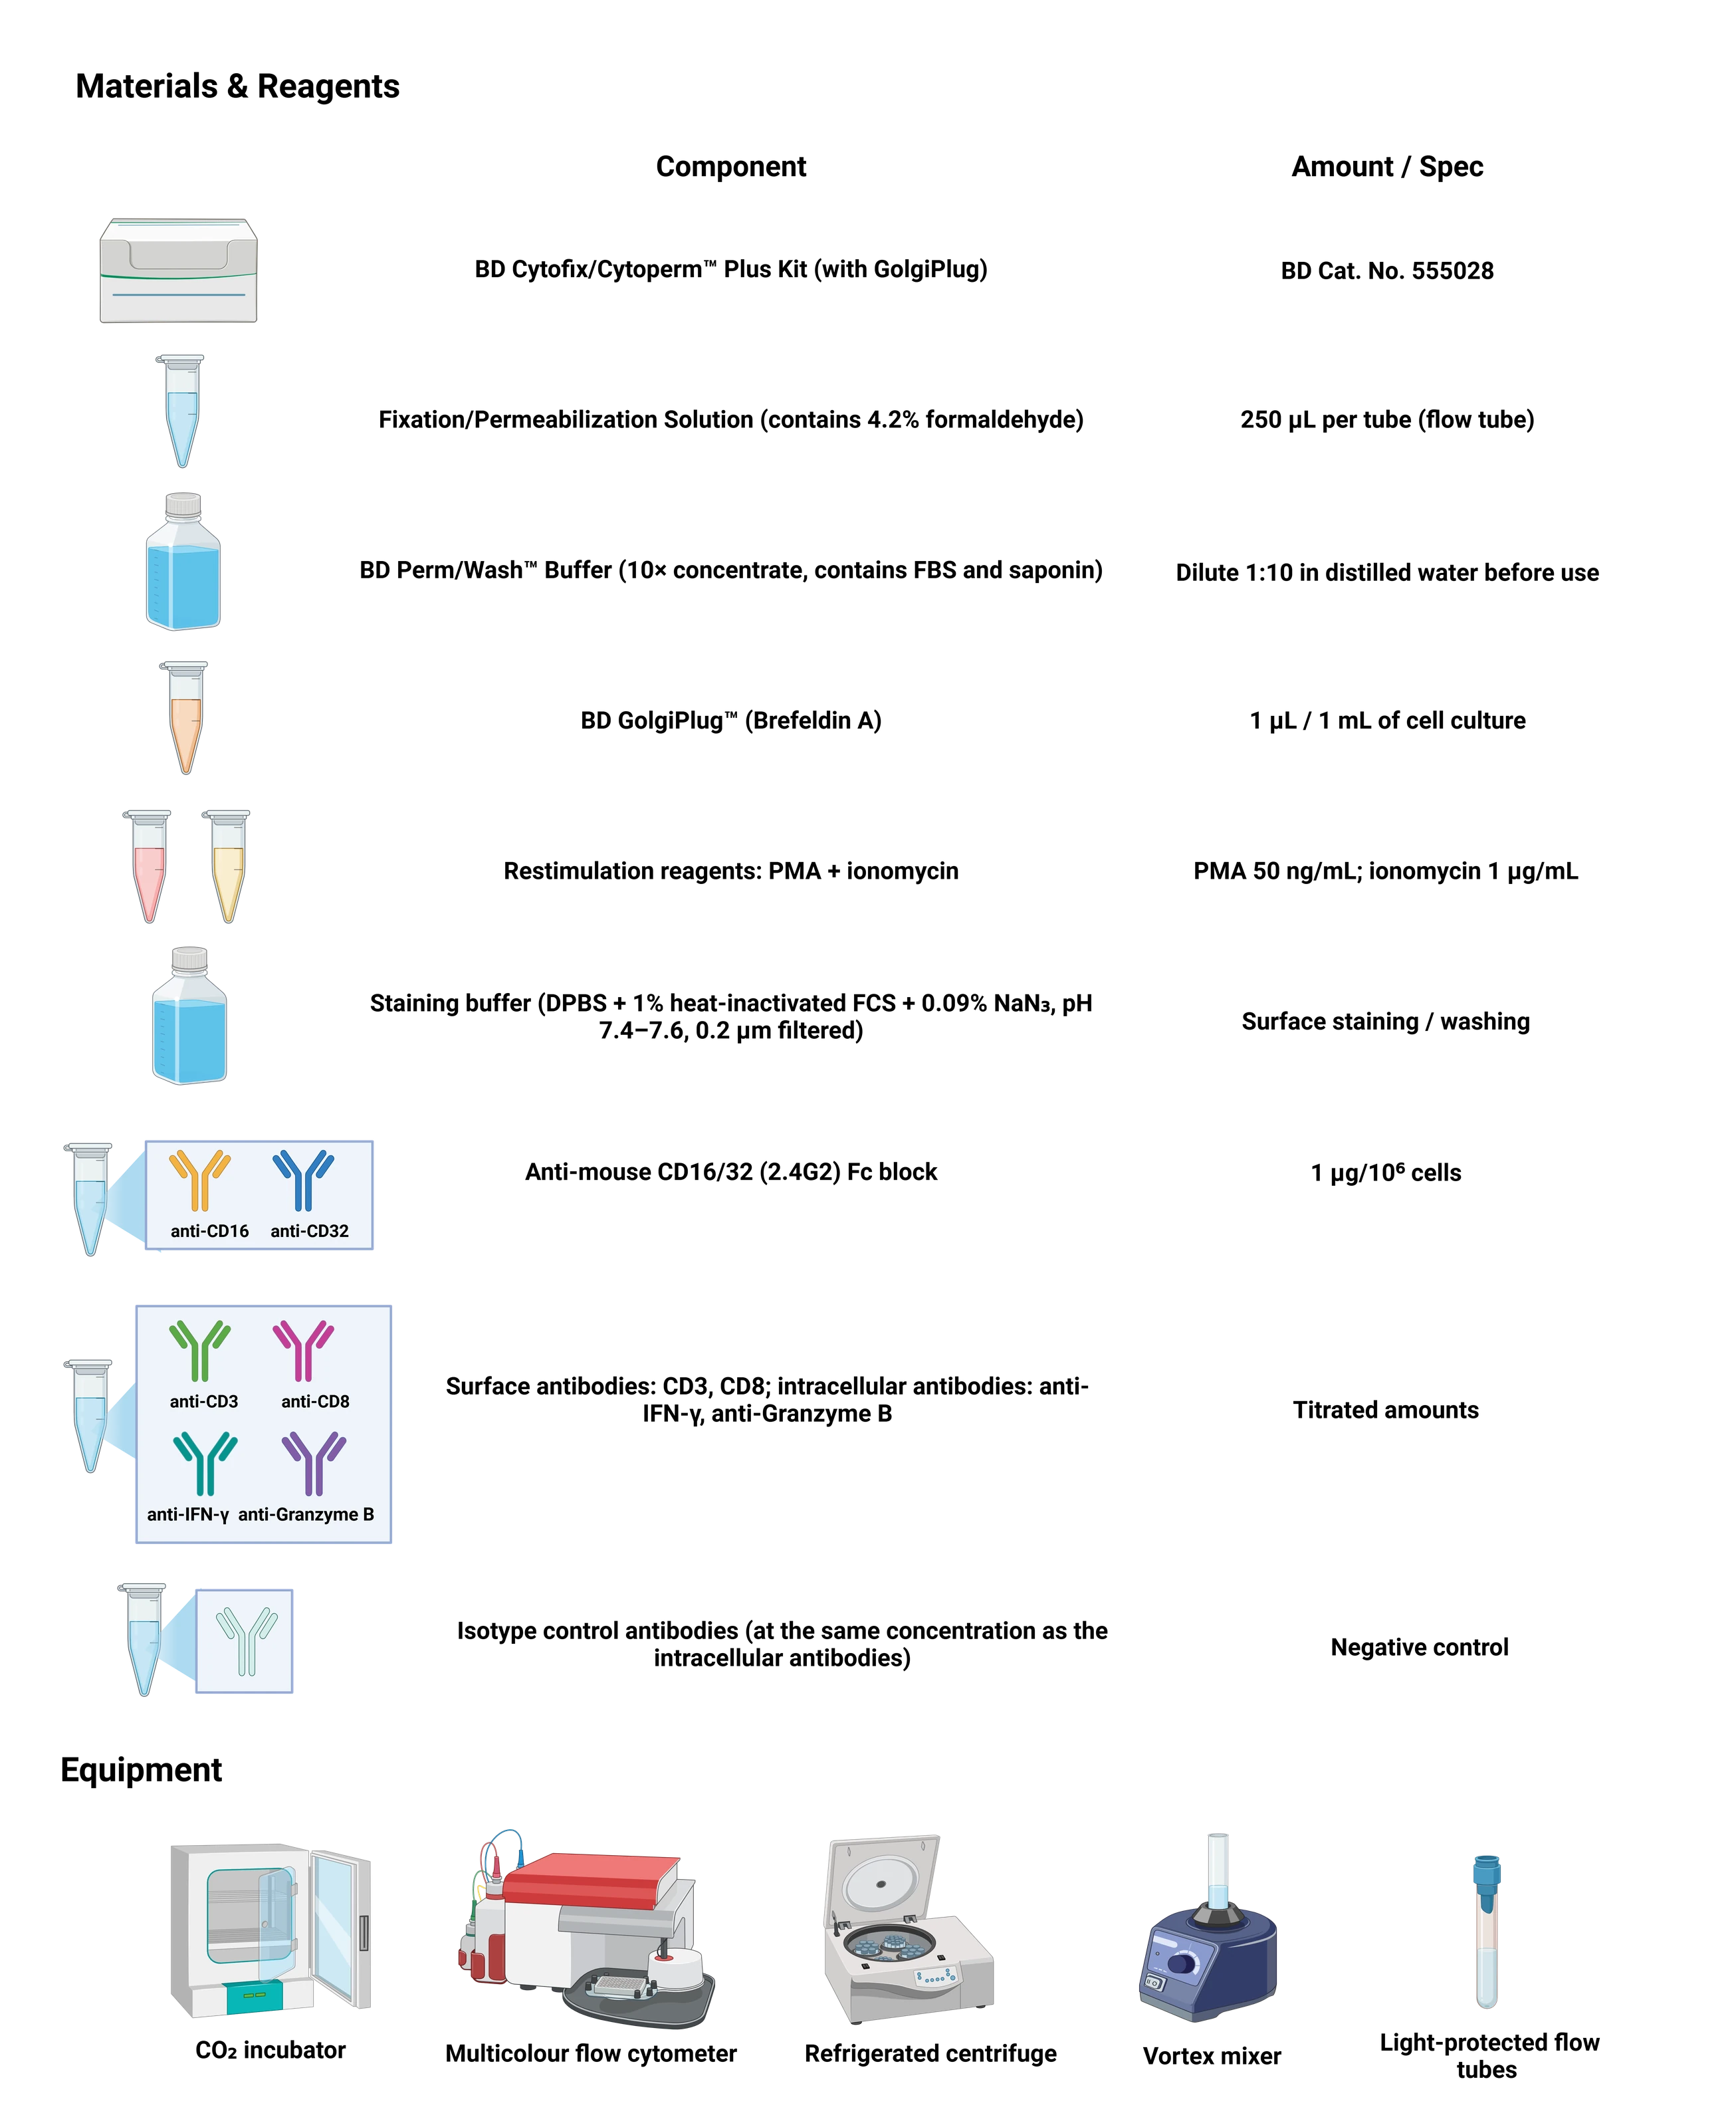 Materials & Reagents
Component
Amount / Spec
BD Cytofix/Cytoperm™ Plus Kit (with GolgiPlug)
BD Cat. No. 555028
Fixation/Permeabilization Solution (contains 4.2% formaldehyde)
250 µL per tube (flow tube)
BD Perm/Wash™ Buffer (10× concentrate, contains FBS and saponin)
Dilute 1:10 in distilled water before use
BD GolgiPlug™ (Brefeldin A)
1 µL / 1 mL of cell culture
Restimulation reagents: PMA + ionomycin
PMA 50 ng/mL; ionomycin 1 µg/mL
Staining buffer (DPBS + 1% heat-inactivated FCS + 0.09% NaN₃, pH
7.4–7.6, 0.2 µm filtered)
Surface staining / washing
anti-CD16
anti-CD32
Anti-mouse CD16/32 (2.4G2) Fc block
1 µg/10⁶ cells
anti-CD3
anti-CD8
anti-IFN-γ
anti-Granzyme B
Surface antibodies: CD3, CD8; intracellular antibodies: anti-
IFN-γ, anti-Granzyme B
Titrated amounts
Isotype control antibodies (at the same concentration as the
intracellular antibodies)
Negative control
Equipment
CO₂ incubator
Multicolour flow cytometer
Refrigerated centrifuge
Vortex mixer
Light-protected flow
tubes